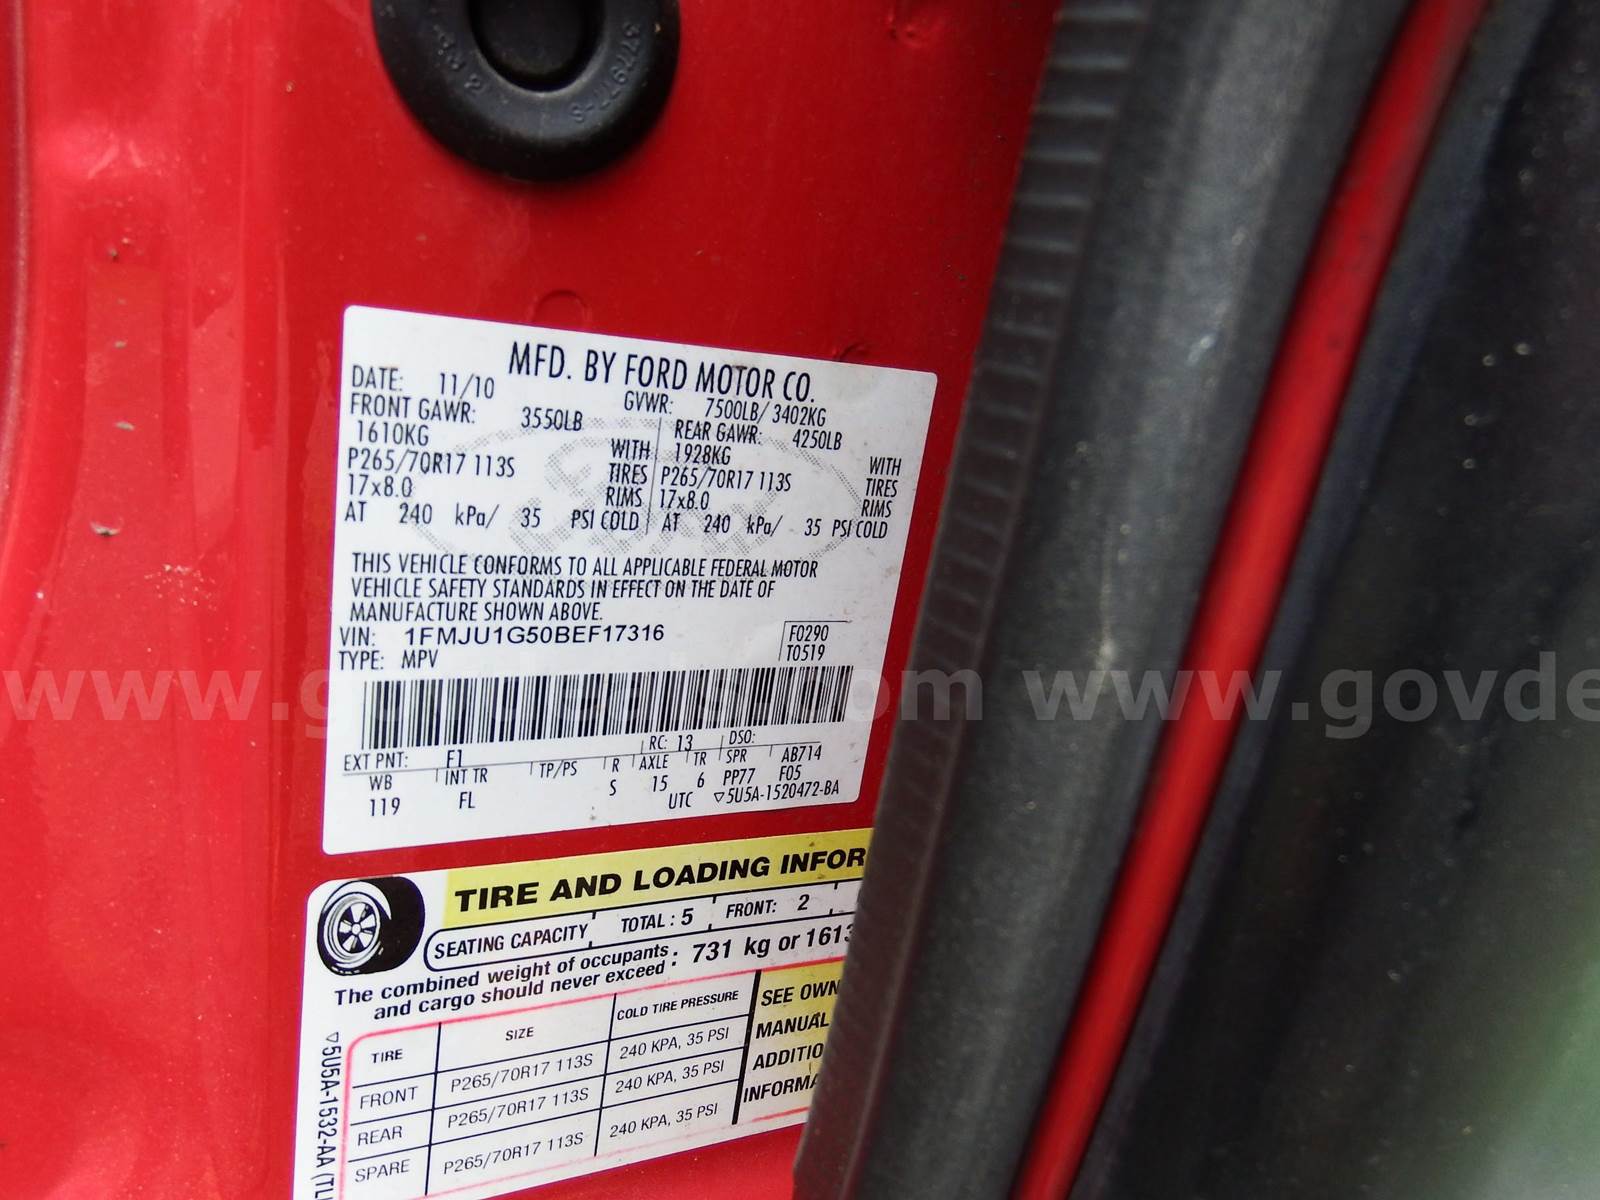 37797-S
2 PP
MFD. BY FORD MOTOR CO.
DATE: 11/10 GVWR: 7500LB/ 3402KG
FRONT GAWR: 3550LB REAR GAWR: 4250LB
1610KG WITH 1928KG WITH
P265/70R17 113S TIRES P265/70R17 113S TIRES
17x8.0 RIMS 17x8.0 RIMS
AT 240 kPa/ 35 PSI COLD AT 240 kPa/ 35 PSI COLD
THIS VEHICLE CONFORMS TO ALL APPLICABLE FEDERAL MOTOR
VEHICLE SAFETY STANDARDS IN EFFECT ON THE DATE OF
MANUFACTURE SHOWN ABOVE.
VIN: 1FMJU1G50BEF17316 F0290
TYPE: MPV T0519
www.govdeals.com www.govde
EXT PNT: F1 RC: 13 DSO:
WB INT TR TP/PS R AXLE TR SPR AB714
119 FL S 15 6 PP77 F05
UTC ▽5U5A-1520472-BA
TIRE AND LOADING INFOR
SEATING CAPACITY TOTAL : 5 FRONT: 2
The combined weight of occupants and cargo should never exceed : 731 kg or 1613
TIRE SIZE COLD TIRE PRESSURE
FRONT P265/70R17 113S 240 KPA, 35 PSI
REAR P265/70R17 113S 240 KPA, 35 PSI
SPARE P265/70R17 113S 240 KPA, 35 PSI
SEE OWN
MANUAL
ADDITIO
INFORMA
▽5U5A-1532-AA (TL